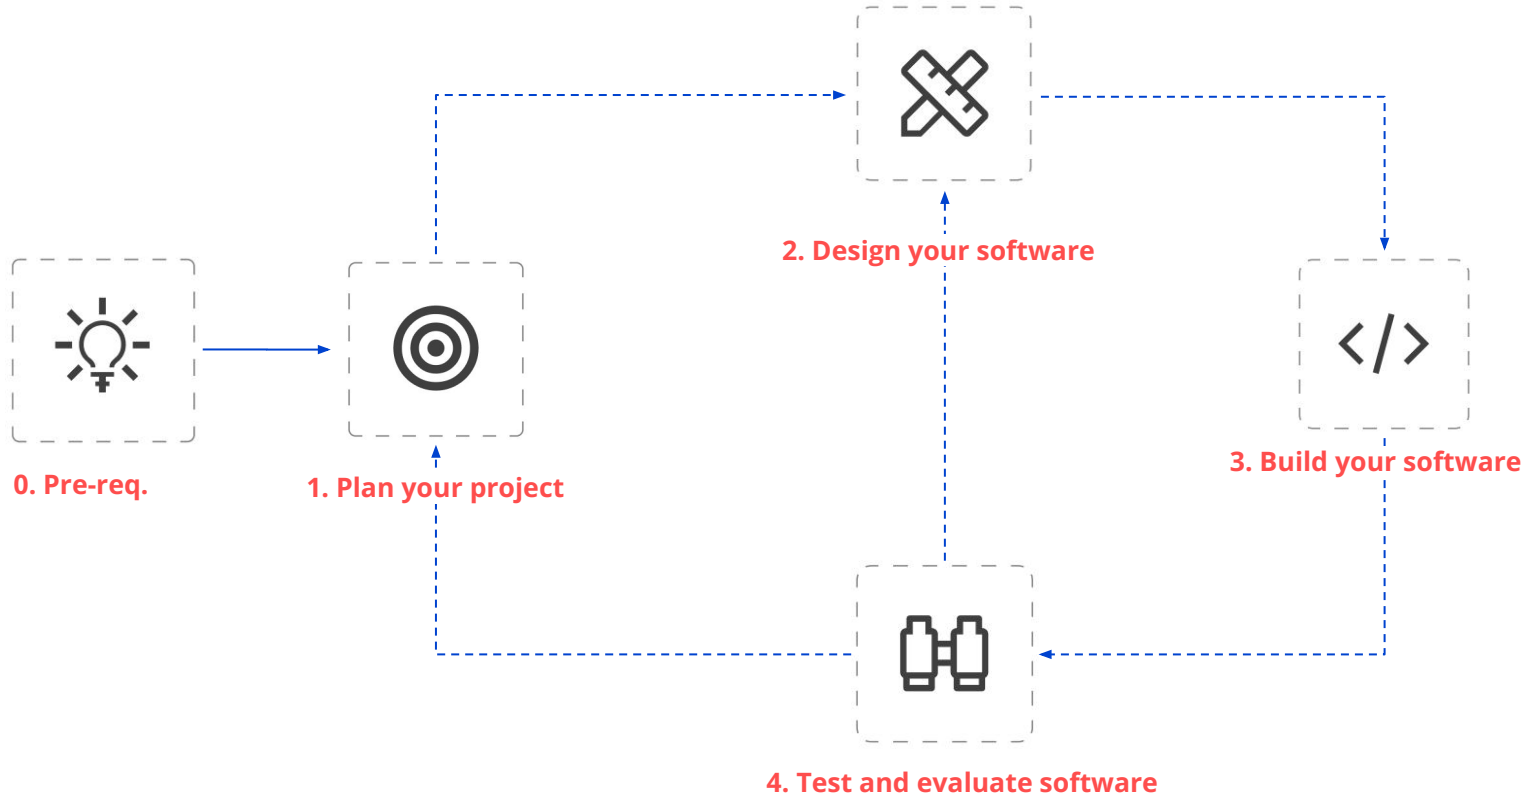 0. Pre-req.
1. Plan your project
2. Design your software
3. Build your software
4. Test and evaluate software